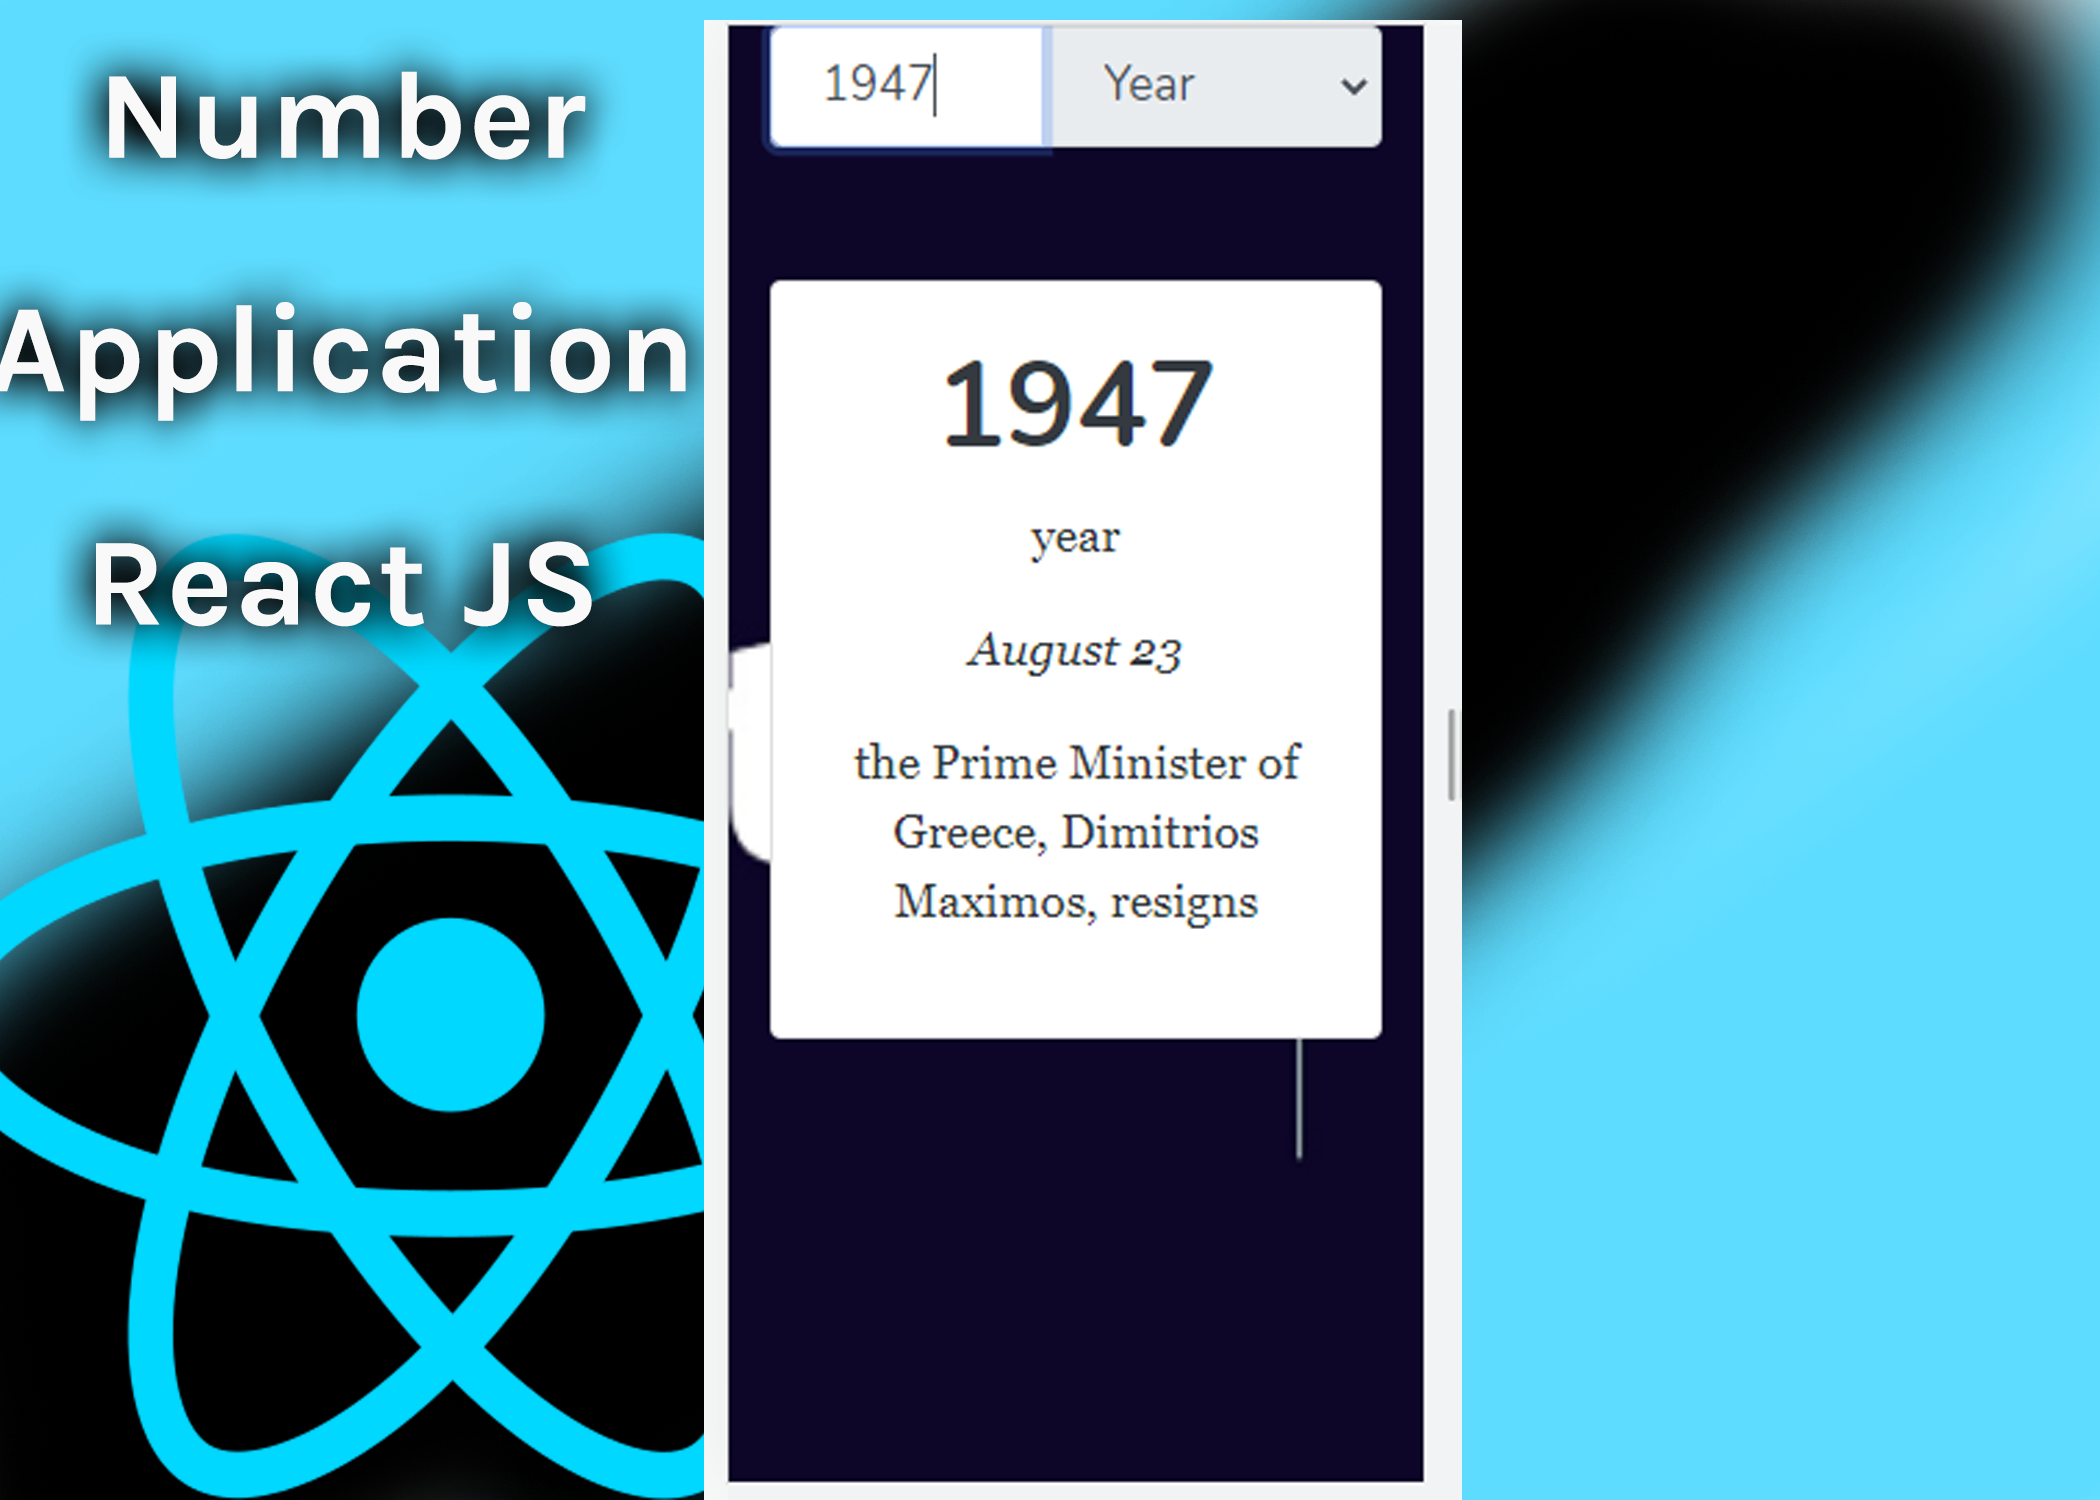 Number
Application
React JS
1947 Year
1947
year
August 23
the Prime Minister of
Greece, Dimitrios
Maximos, resigns